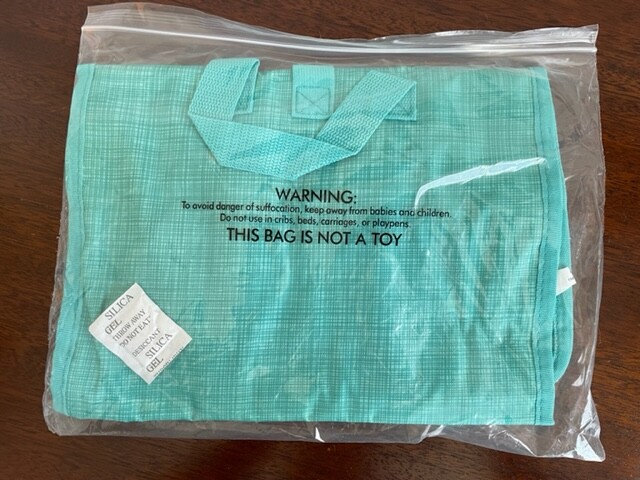 WARNING:
To avoid danger of suffocation, keep away from babies and children.
Do not use in cribs, beds, carriages, or playpens.
THIS BAG IS NOT A TOY
SILICA
GEL
THROW AWAY
"DO NOT EAT"
DESICCANT
SILICA
GEL